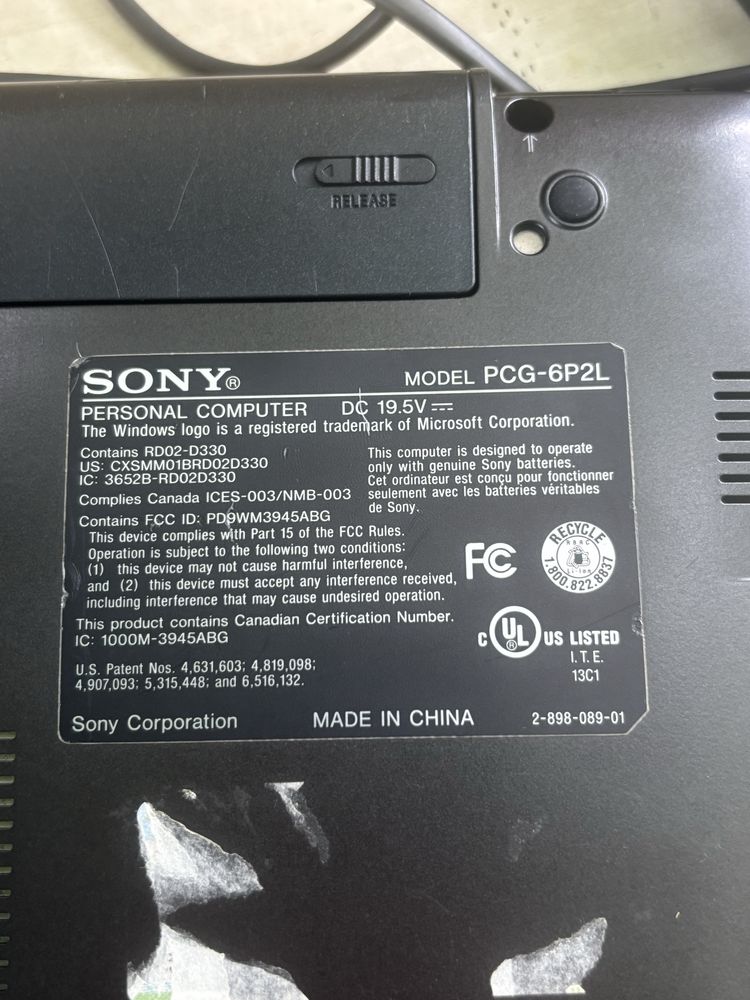 RELEASE
SONY®
MODEL PCG-6P2L
PERSONAL COMPUTER DC 19.5V⎓
The Windows logo is a registered trademark of Microsoft Corporation.
Contains RD02-D330
US: CXSMM01BRD02D330
IC: 3652B-RD02D330
Complies Canada ICES-003/NMB-003
This computer is designed to operate
only with genuine Sony batteries.
Cet ordinateur est conçu pour fonctionner
seulement avec les batteries véritables
de Sony.
Contains FCC ID: PD9WM3945ABG
This device complies with Part 15 of the FCC Rules.
Operation is subject to the following two conditions:
(1) this device may not cause harmful interference,
and (2) this device must accept any interference received,
including interference that may cause undesired operation.
This product contains Canadian Certification Number.
IC: 1000M-3945ABG
FC
RECYCLE
RBRC
Li-Ion
1.800.822.8837
C UL® US LISTED
I.T.E.
13C1
U.S. Patent Nos. 4,631,603; 4,819,098;
4,907,093; 5,315,448; and 6,516,132.
Sony Corporation
MADE IN CHINA
2-898-089-01